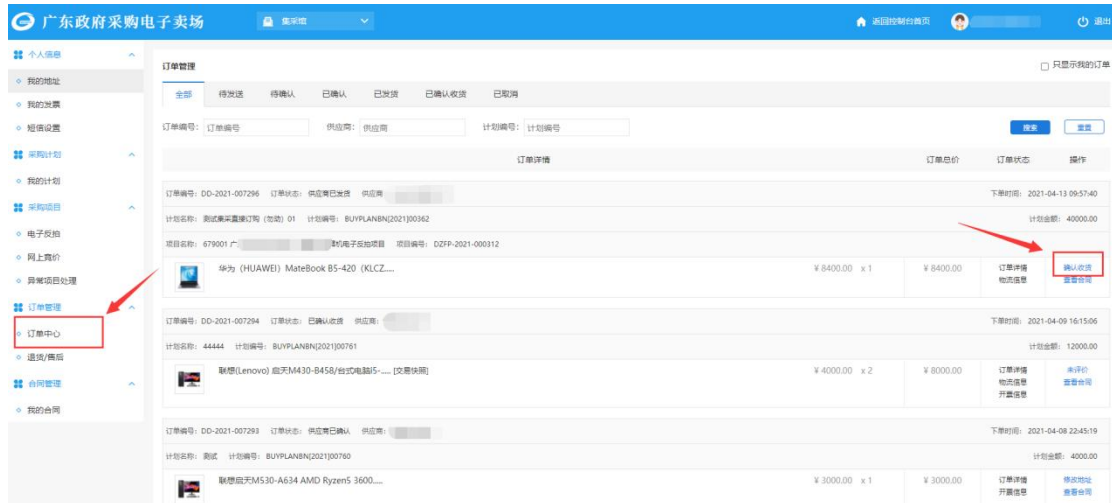 广东政府采购电子卖场
集采馆
返回控制台首页
退出
个人信息
我的地址
我的发票
短信设置
采购计划
我的计划
采购项目
电子反拍
网上竞价
异常项目处理
订单管理
订单中心
退货/售后
合同管理
我的合同
订单管理
只显示我的订单
全部 待发送 待确认 已确认 已发货 已确认收货 已取消
订单编号: 订单编号 供应商: 供应商 计划编号: 计划编号 搜索 重置
订单详情 订单总价 订单状态 操作
订单编号: DD-2021-007296 订单状态: 供应商已发货 供应商 下单时间: 2021-04-13 09:57:40
计划名称: 测试集采直接订购 (勿动) 01 计划编号: BUYPLANBN[2021]00362 计划金额: 40000.00
项目名称: 679001 广 电子反拍项目 项目编号: DZFP-2021-000312
华为 (HUAWEI) MateBook B5-420 (KLCZ..... ¥ 8400.00 x 1 ¥ 8400.00 订单详情 确认收货
物流信息 查看合同
订单编号: DD-2021-007294 订单状态: 已确认收货 供应商: 下单时间: 2021-04-09 16:15:06
计划名称: 44444 计划编号: BUYPLANBN[2021]00761 计划金额: 12000.00
联想(Lenovo) 启天M430-B458/台式电脑i5-..... [交易快照] ¥ 4000.00 x 2 ¥ 8000.00 订单详情 未评价
物流信息 查看合同
开票信息
订单编号: DD-2021-007293 订单状态: 供应商已确认 供应商: 下单时间: 2021-04-08 22:45:19
计划名称: 测试 计划编号: BUYPLANBN[2021]00760 计划金额: 4000.00
联想启天M530-A634 AMD Ryzen5 3600..... ¥ 3000.00 x 1 ¥ 3000.00 订单详情 修改地址
开票信息 查看合同